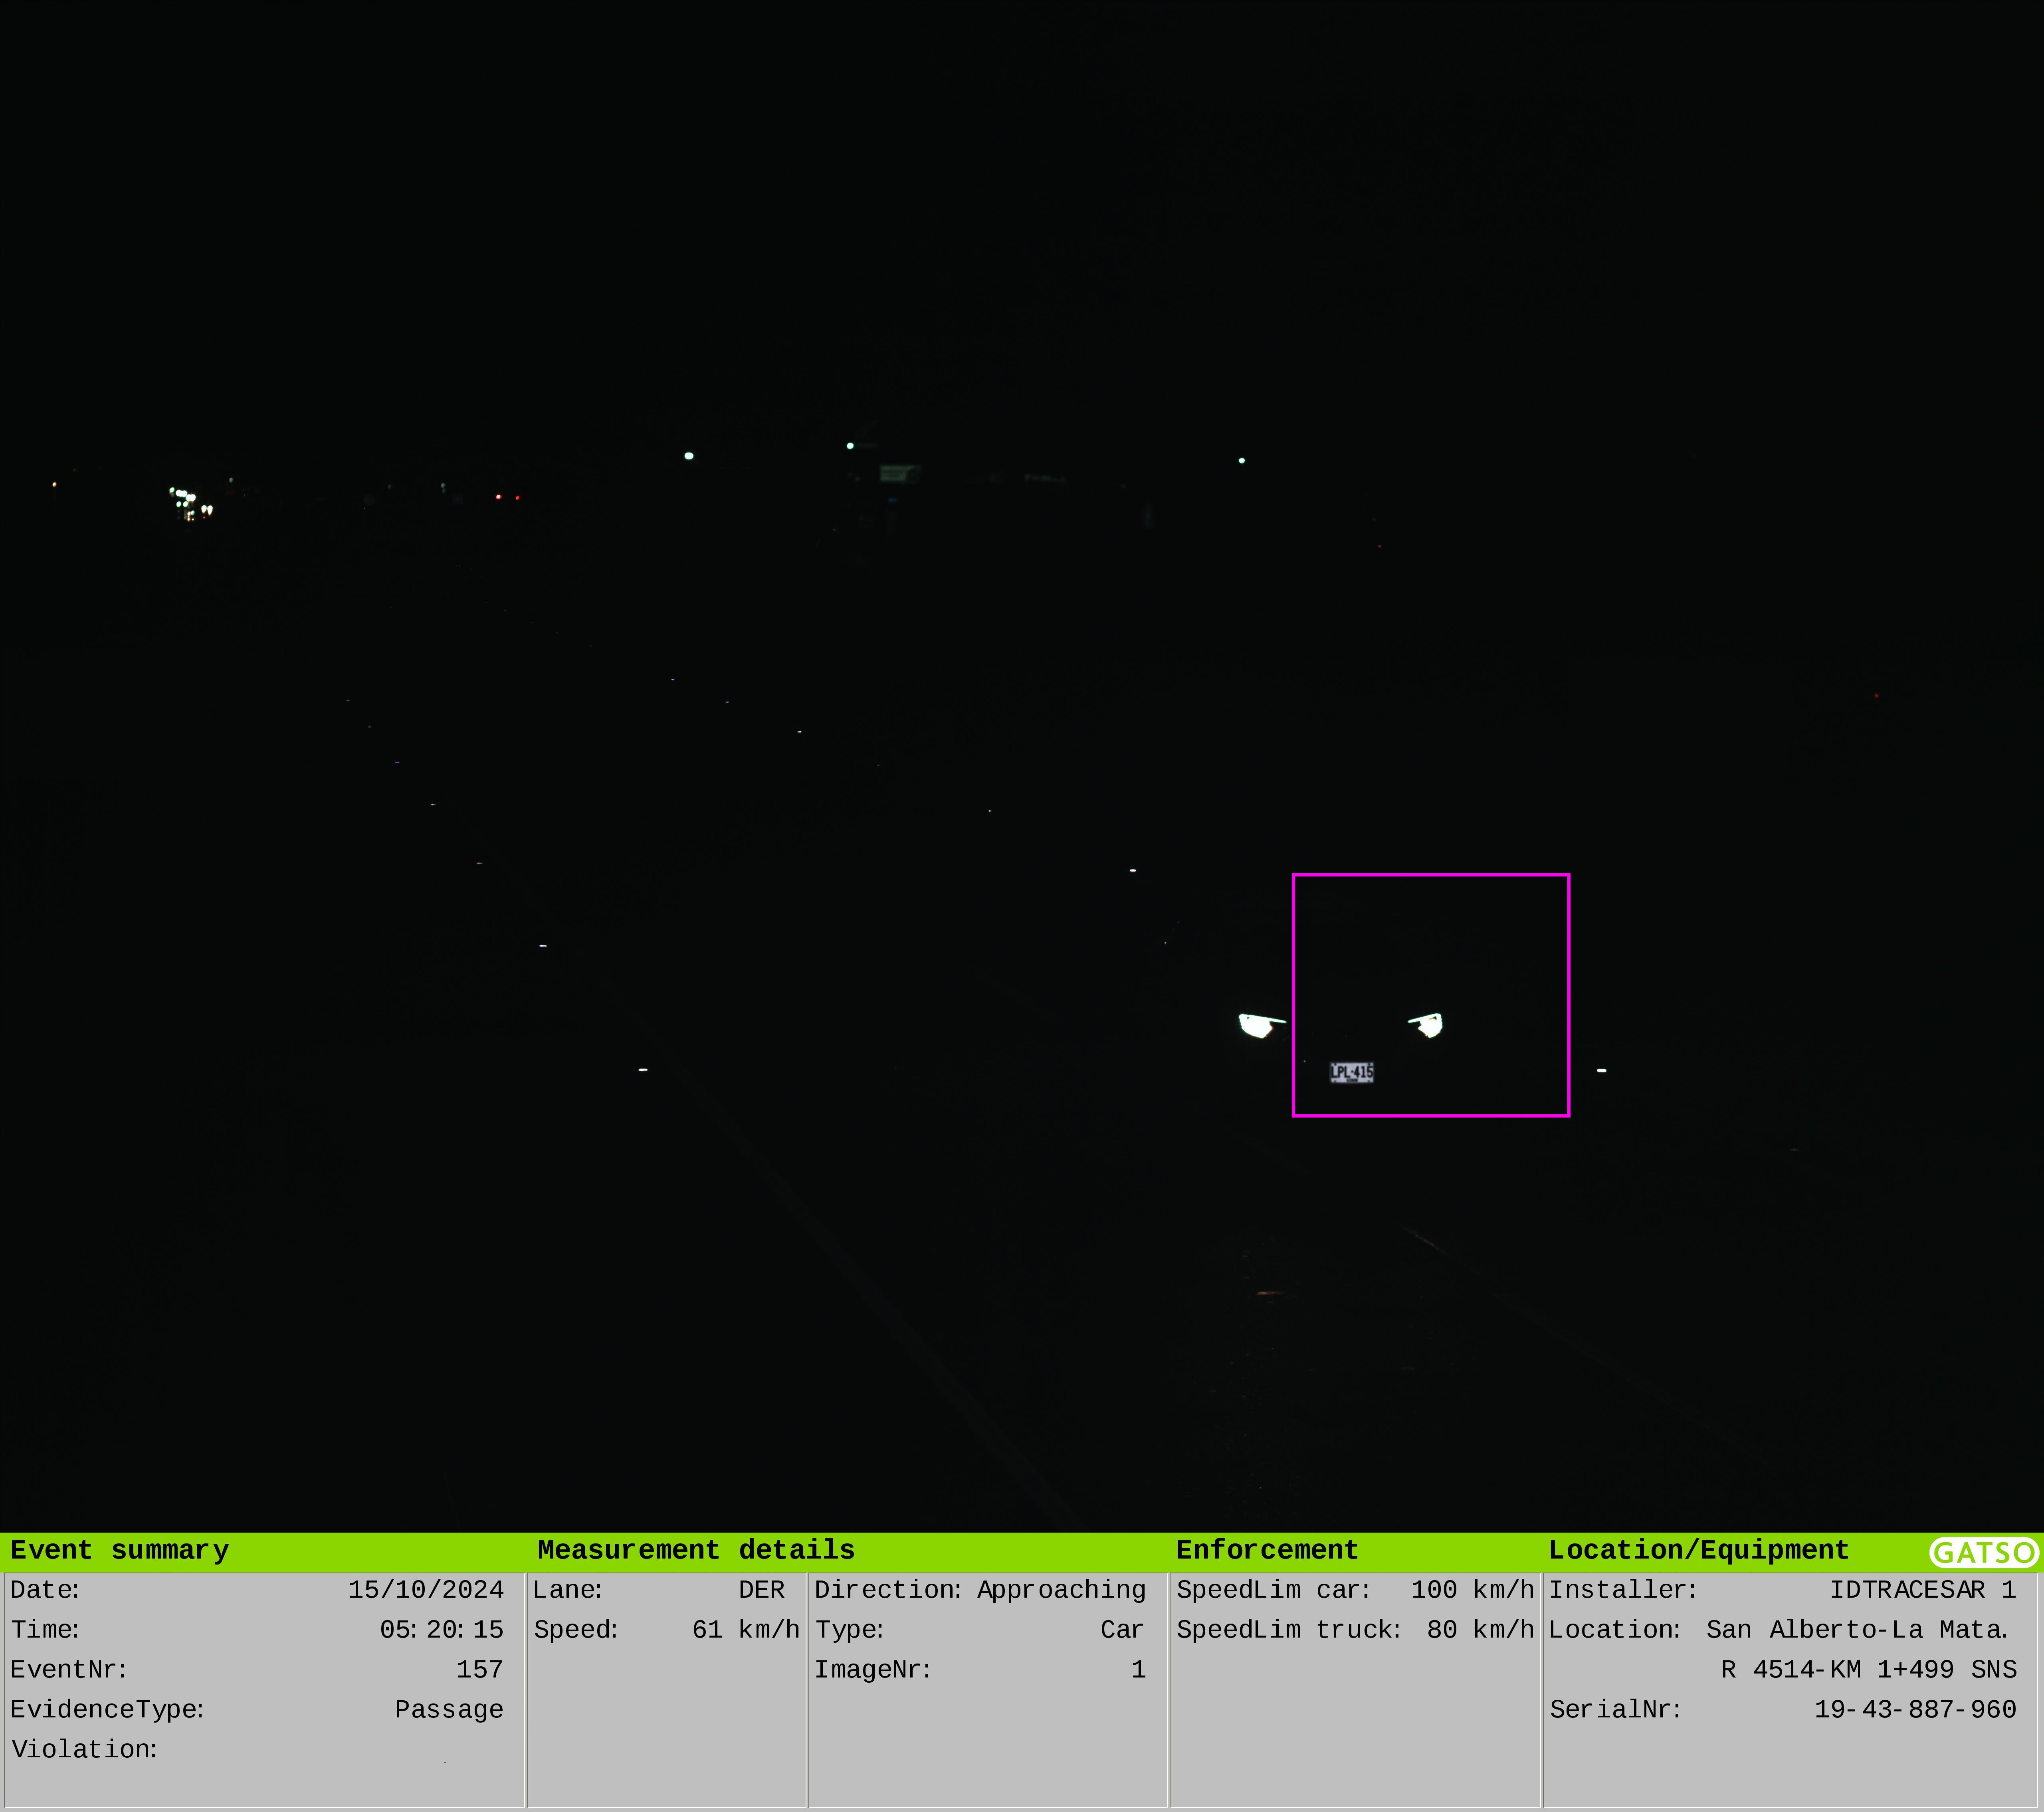 LPL·415
Event summary Measurement details Enforcement Location/Equipment GATSO
Date: 15/10/2024 Lane: DER Direction: Approaching SpeedLim car: 100 km/h Installer: IDTRACESAR 1
Time: 05:20:15 Speed: 61 km/h Type: Car SpeedLim truck: 80 km/h Location: San Alberto-La Mata.
EventNr: 157 ImageNr: 1 R 4514-KM 1+499 SNS
EvidenceType: Passage SerialNr: 19-43-887-960
Violation: